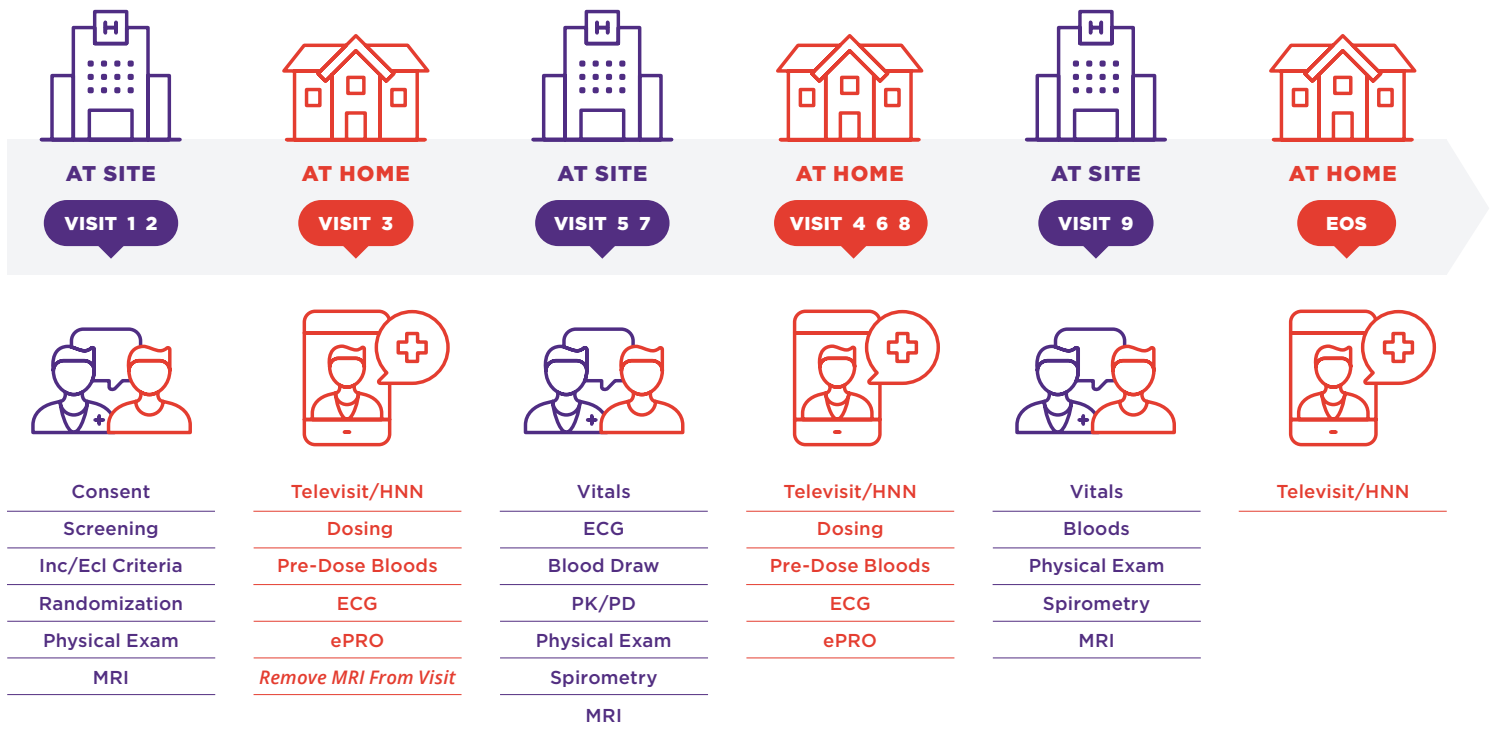 H
H
H
AT SITE
VISIT 1 2
Consent
Screening
Inc/Ecl Criteria
Randomization
Physical Exam
MRI
AT HOME
VISIT 3
Televisit/HNN
Dosing
Pre-Dose Bloods
ECG
ePRO
Remove MRI From Visit
AT SITE
VISIT 5 7
Vitals
ECG
Blood Draw
PK/PD
Physical Exam
Spirometry
MRI
AT HOME
VISIT 4 6 8
Televisit/HNN
Dosing
Pre-Dose Bloods
ECG
ePRO
AT SITE
VISIT 9
Vitals
Bloods
Physical Exam
Spirometry
MRI
AT HOME
EOS
Televisit/HNN